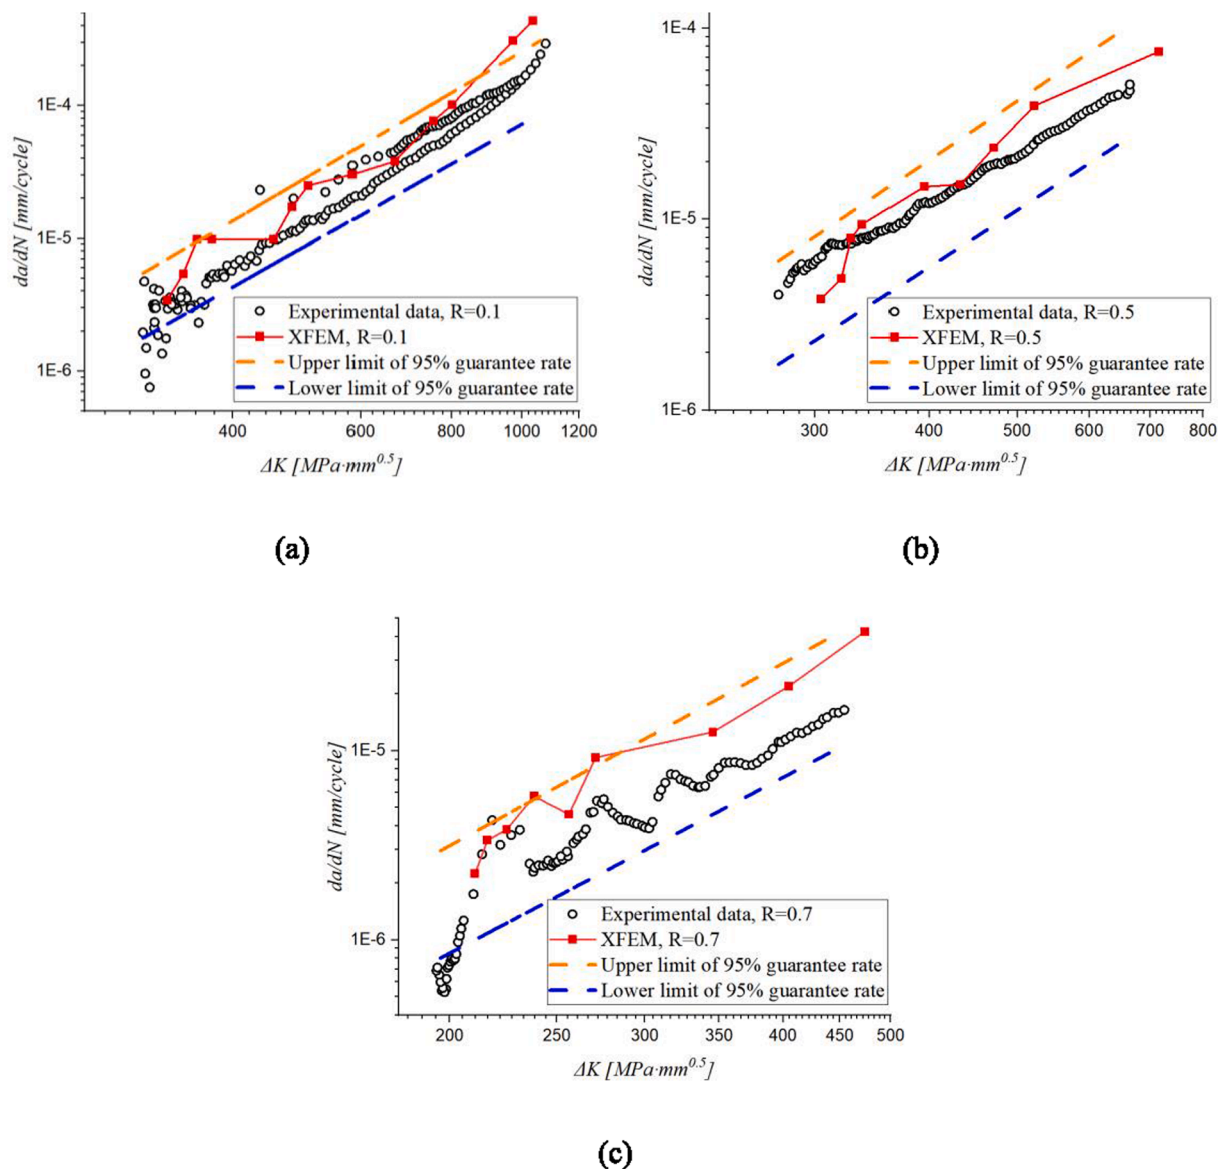 (a)
da/dN [mm/cycle]
1E-4
1E-5
1E-6
Experimental data, R=0.1
XFEM, R=0.1
Upper limit of 95% guarantee rate
Lower limit of 95% guarantee rate
400 600 800 1000 1200
ΔK [MPa·mm^0.5]
(a)
(b)
da/dN [mm/cycle]
1E-4
1E-5
1E-6
Experimental data, R=0.5
XFEM, R=0.5
Upper limit of 95% guarantee rate
Lower limit of 95% guarantee rate
300 400 500 600 700 800
ΔK [MPa·mm^0.5]
(b)
(c)
da/dN [mm/cycle]
1E-5
1E-6
Experimental data, R=0.7
XFEM, R=0.7
Upper limit of 95% guarantee rate
Lower limit of 95% guarantee rate
200 250 300 350 400 450 500
ΔK [MPa·mm^0.5]
(c)